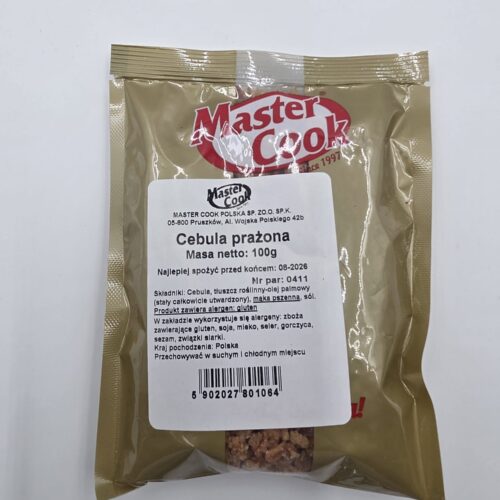 Master
Cook
since 1997
Master
Cook
MASTER COOK POLSKA SP. ZO.O. SP.K.
05-800 Pruszków, Al. Wojska Polskiego 42b
Cebula prażona
Masa netto: 100g
Najlepiej spożyć przed końcem: 08-2026
Nr par: 0411
Składniki: Cebula, tłuszcz roślinny-olej palmowy
(stały całkowicie utwardzony), mąka pszenna, sól.
Produkt zawiera alergen: gluten
W zakładzie wykorzystuje się alergeny: zboża
zawierające gluten, soja, mleko, seler, gorczyca,
sezam, związki siarki.
Kraj pochodzenia: Polska
Przechowywać w suchym i chłodnym miejscu
5 902027 801064